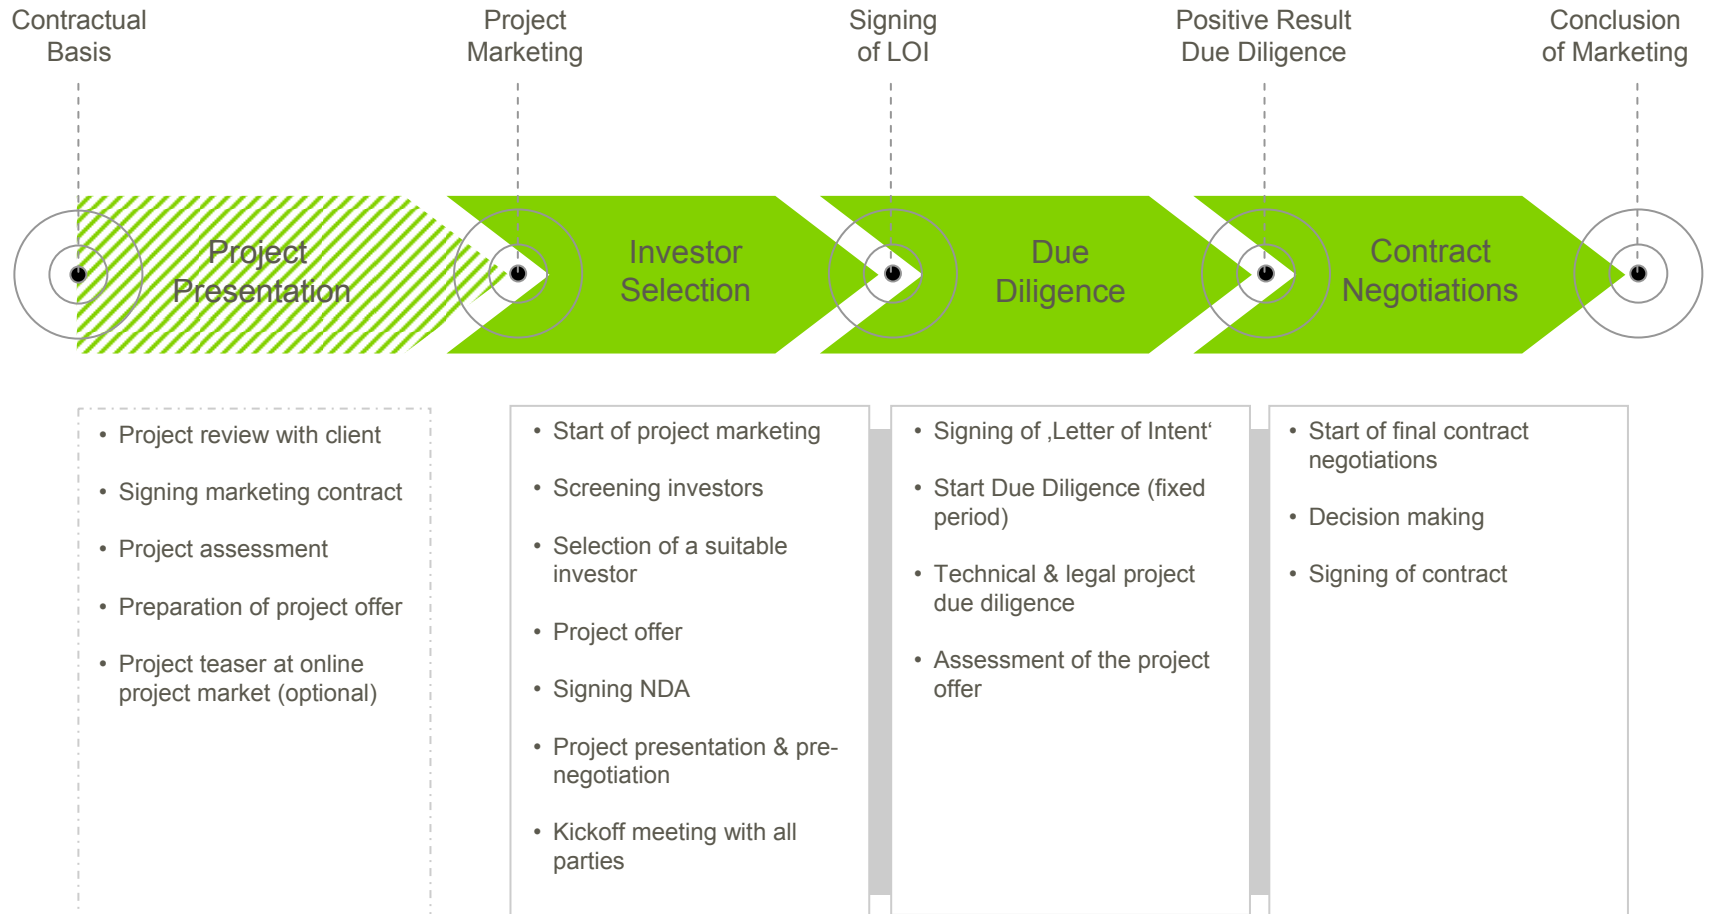 Contractual
Basis
Project
Marketing
Signing
of LOI
Positive Result
Due Diligence
Conclusion
of Marketing
Project
Presentation
Investor
Selection
Due
Diligence
Contract
Negotiations
• Project review with client
• Signing marketing contract
• Project assessment
• Preparation of project offer
• Project teaser at online
project market (optional)
• Start of project marketing
• Screening investors
• Selection of a suitable
investor
• Project offer
• Signing NDA
• Project presentation & pre-
negotiation
• Kickoff meeting with all
parties
• Signing of ‚Letter of Intent‘
• Start Due Diligence (fixed
period)
• Technical & legal project
due diligence
• Assessment of the project
offer
• Start of final contract
negotiations
• Decision making
• Signing of contract